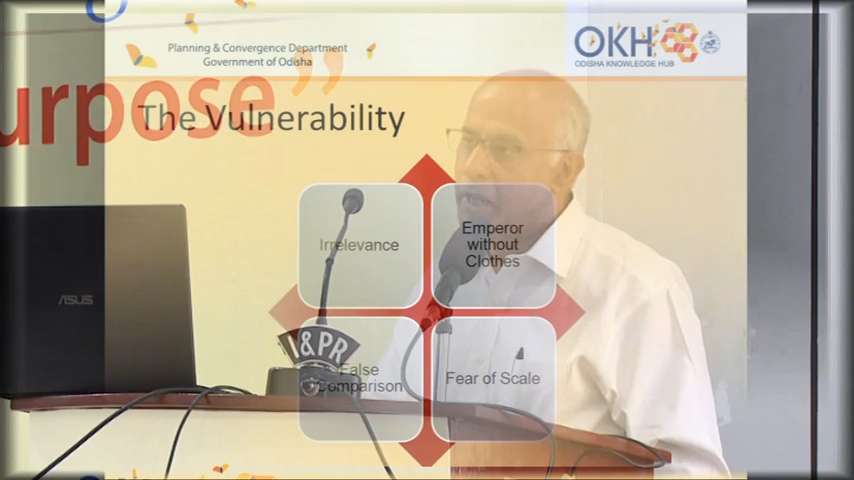 Planning & Convergence Department
Government of Odisha
OKH
ODISHA KNOWLEDGE HUB
urpose”
The Vulnerability
Irrelevance
Emperor
without
Clothes
ASUS
I&PR
False
Comparison
Fear of Scale